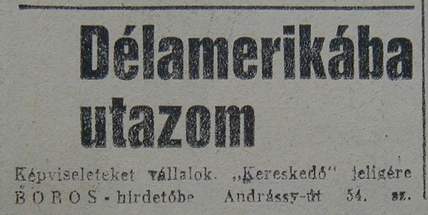 Délamerikába
utazom
Képviseleteket vállalok. „Kereskedő” jeligére
BOROS-hirdetőbe Andrássy-út 54. sz.